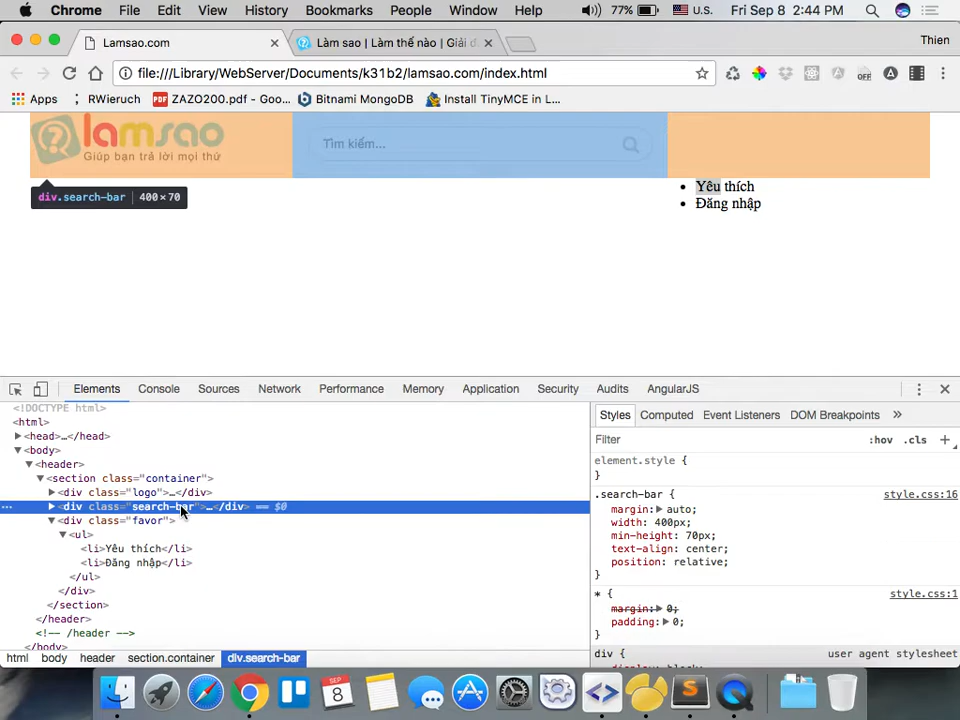 Chrome File Edit View History Bookmarks People Window Help 77% U.S. Fri Sep 8 2:44 PM
Lamsao.com Làm sao | Làm thế nào | Giải đ Thien
file:///Library/WebServer/Documents/k31b2/lamsao.com/index.html
Apps RWieruch ZAZO200.pdf - Goo... Bitnami MongoDB Install TinyMCE in L...
lamsao
Giúp bạn trả lời mọi thứ
Tìm kiếm...
div.search-bar 400 × 70
Yêu thích
Đăng nhập
Elements Console Sources Network Performance Memory Application Security Audits AngularJS
<!DOCTYPE html>
<html>
<head>…</head>
<body>
<header>
<section class="container">
<div class="logo">…</div>
<div class="search-bar">…</div> == $0
<div class="favor">
<ul>
<li>Yêu thích</li>
<li>Đăng nhập</li>
</ul>
</div>
</section>
</header>
<!-- /header -->
</body>
html body header section.container div.search-bar
Styles Computed Event Listeners DOM Breakpoints »
Filter :hov .cls +
element.style {
}
.search-bar { style.css:16
margin: auto;
width: 400px;
min-height: 70px;
text-align: center;
position: relative;
}
* { style.css:1
margin: 0;
padding: 0;
}
div { user agent stylesheet
display: block;
SEP
8